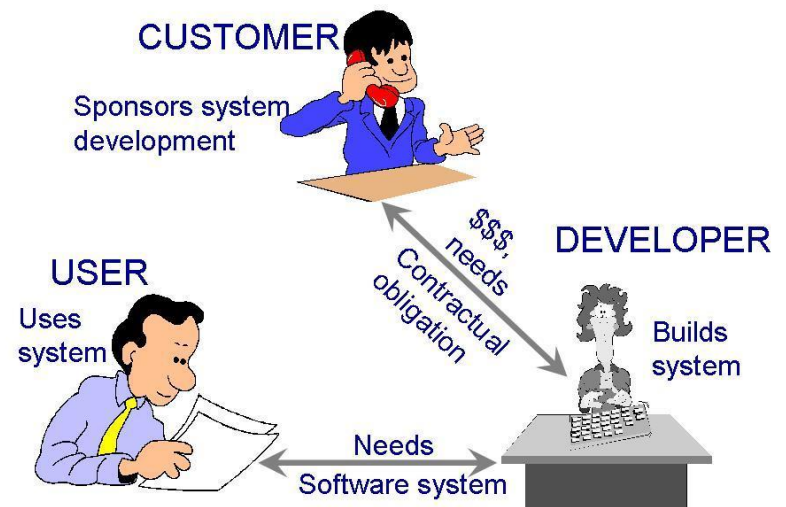 CUSTOMER
Sponsors system
development
$$$,
needs
Contractual
obligation
DEVELOPER
Builds
system
USER
Uses
system
Needs
Software system